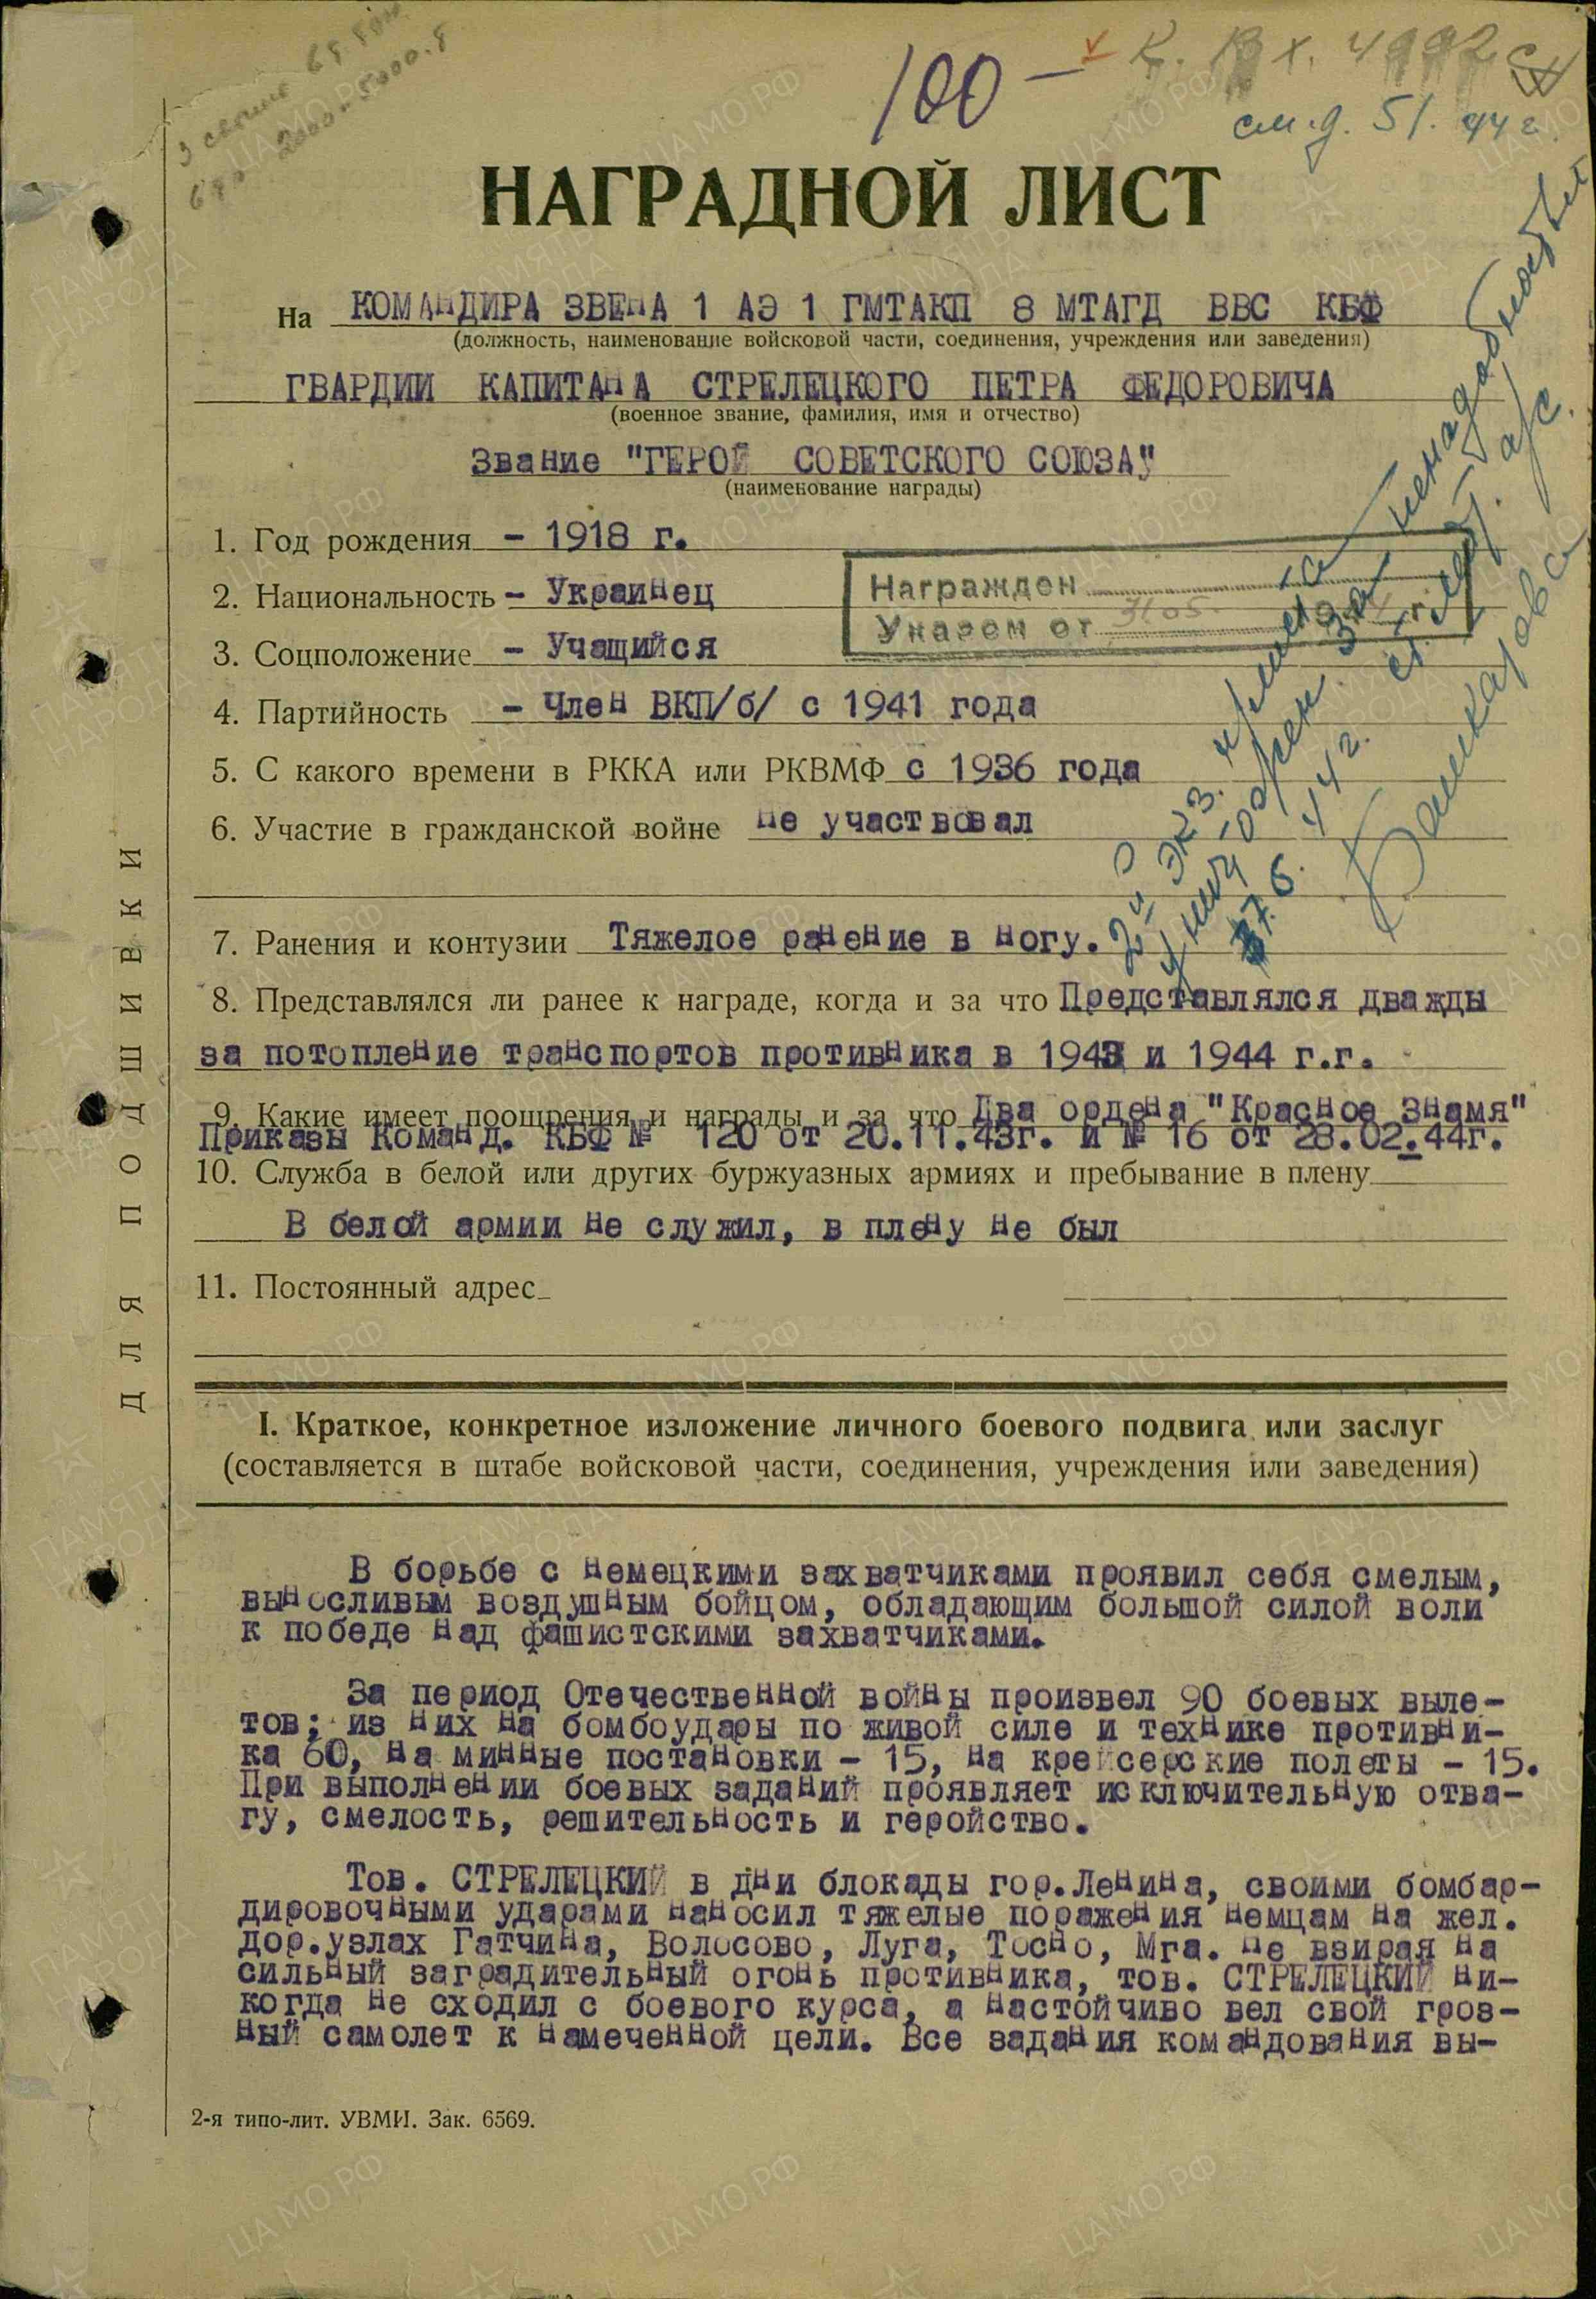 100 —
К. Вх. 4992
см.д. 51. 44 г.
НАГРАДНОЙ ЛИСТ
На КОМАНДИРА ЗВЕНА 1 АЭ 1 ГМТАКП 8 МТАГД ВВС КБФ
(должность, наименование войсковой части, соединения, учреждения или заведения)
ГВАРДИИ КАПИТАНА СТРЕЛЕЦКОГО ПЕТРА ФЕДОРОВИЧА
(военное звание, фамилия, имя и отчество)
Звание "ГЕРОЙ СОВЕТСКОГО СОЮЗА"
(наименование награды)
1. Год рождения – 1918 г.
2. Национальность – Украинец
3. Соцположение – Учащийся
4. Партийность – Член ВКП/б/ с 1941 года
5. С какого времени в РККА или РКВМФ с 1936 года
6. Участие в гражданской войне не участвовал
Награжден
Указом от 31.05.
2й экз.
7.6. 44 г.
7. Ранения и контузии Тяжелое ранение в ногу.
8. Представлялся ли ранее к награде, когда и за что Представлялся дважды
за потопление транспортов противника в 1943 и 1944 г.г.
9. Какие имеет поощрения и награды и за что Два ордена "Красное Знамя"
Приказы Команд. КБФ № 120 от 20.11.43г. и № 16 от 28.02.44г.
10. Служба в белой или других буржуазных армиях и пребывание в плену
В белой армии не служил, в плену не был
11. Постоянный адрес
I. Краткое, конкретное изложение личного боевого подвига или заслуг
(составляется в штабе войсковой части, соединения, учреждения или заведения)
В борьбе с немецкими захватчиками проявил себя смелым,
выносливым воздушным бойцом, обладающим большой силой воли
к победе над фашистскими захватчиками.
За период Отечественной войны произвел 90 боевых выле-
тов; из них на бомбоудары по живой силе и технике противни-
ка 60, на минные постановки – 15, на крейсерские полеты – 15.
При выполнении боевых заданий проявляет исключительную отва-
гу, смелость, решительность и геройство.
Тов. СТРЕЛЕЦКИЙ в дни блокады гор.Ленина, своими бомбар-
дировочными ударами наносил тяжелые поражения немцам на жел.
дор.узлах Гатчина, Волосово, Луга, Тосно, Мга. Не взирая на
сильный заградительный огонь противника, тов. СТРЕЛЕЦКИЙ ни-
когда не сходил с боевого курса, а настойчиво вел свой гроз-
ный самолет к намеченной цели. Все задания командования вы-
2-я типо-лит. УВМИ. Зак. 6569.
ДЛЯ ПОДШИВКИ
ПАМЯТЬ НАРОДА
ЦА МО РФ